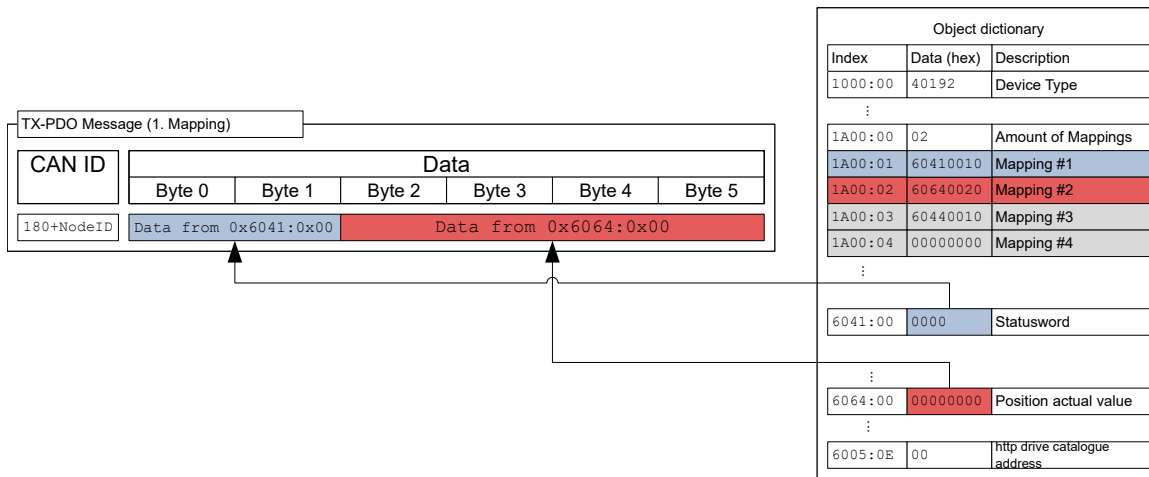 TX-PDO Message (1. Mapping)
CAN ID
Data
Byte 0 Byte 1 Byte 2 Byte 3 Byte 4 Byte 5
180+NodeID Data from 0x6041:0x00 Data from 0x6064:0x00
Object dictionary
Index Data (hex) Description
1000:00 40192 Device Type
⋮
1A00:00 02 Amount of Mappings
1A00:01 60410010 Mapping #1
1A00:02 60640020 Mapping #2
1A00:03 60440010 Mapping #3
1A00:04 00000000 Mapping #4
⋮
6041:00 0000 Statusword
⋮
6064:00 00000000 Position actual value
⋮
6005:0E 00 http drive catalogue
address